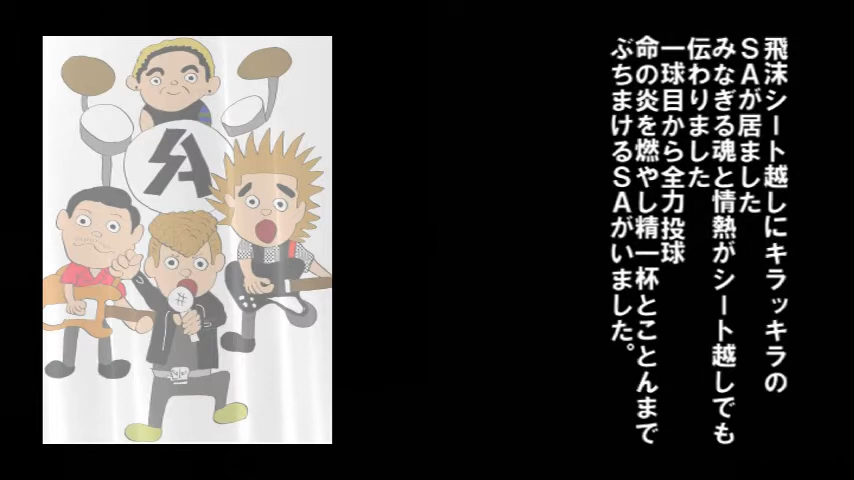 飛沫シート越しにキラッキラの
SAが居ました
みなぎる魂と情熱がシート越しでも
伝わりました
一球目から全力投球
命の炎を燃やし精一杯とことんまで
ぶちまけるSAがいました。
SA